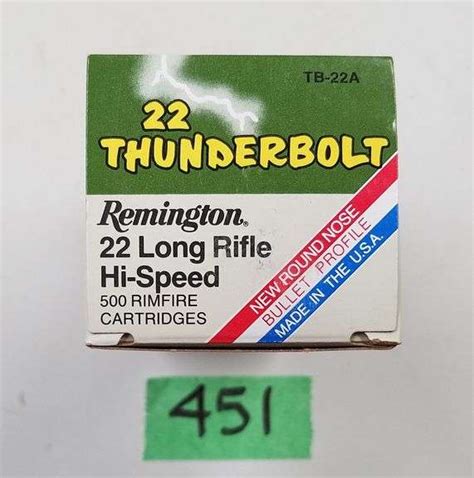 TB-22A
22
THUNDERBOLT
Remington®
22 Long Rifle
Hi-Speed
500 RIMFIRE
CARTRIDGES
NEW ROUND NOSE
BULLET PROFILE
MADE IN THE U.S.A.
451